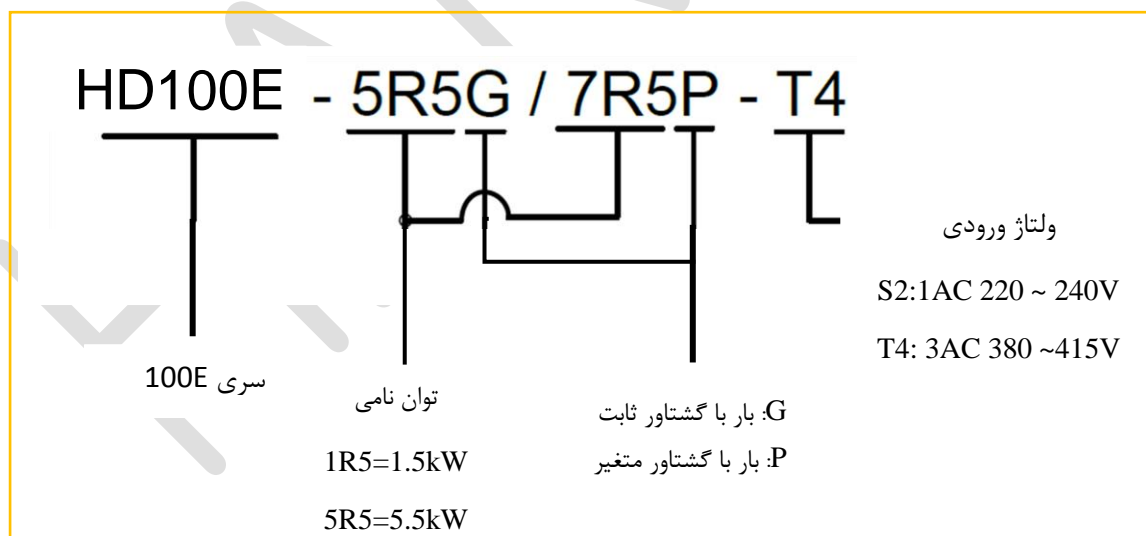 HD100E - 5R5G / 7R5P - T4
ولتاژ ورودی
S2:1AC 220 ~ 240V
T4: 3AC 380 ~415V
سری 100E
توان نامی
1R5=1.5kW
5R5=5.5kW
G: بار با گشتاور ثابت
P: بار با گشتاور متغیر